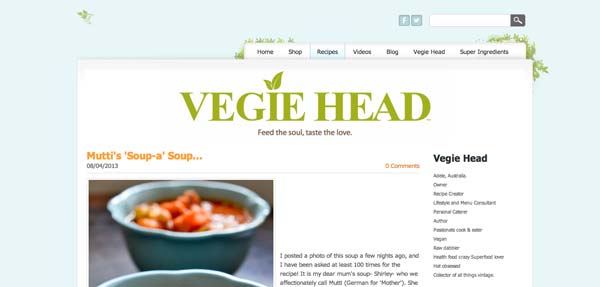 Home Shop Recipes Videos Blog Vegie Head Super Ingredients
VEGIE HEAD
Feed the soul, taste the love.
Mutti's 'Soup-a' Soup...
08/04/2013
0 Comments
I posted a photo of this soup a few nights ago, and
I have been asked at least 100 times for the
recipe! It is my dear mum's soup- Shirley- who we
affectionately call Mutti (German for 'Mother'). She
Vegie Head
Adele, Australia.
Owner
Recipe Creator
Lifestyle and Menu Consultant
Personal Caterer
Author
Passionate cook & eater
Vegan
Raw dabbler
Health food crazy Superfood lover
Hat obsessed
Collector of all things vintage.